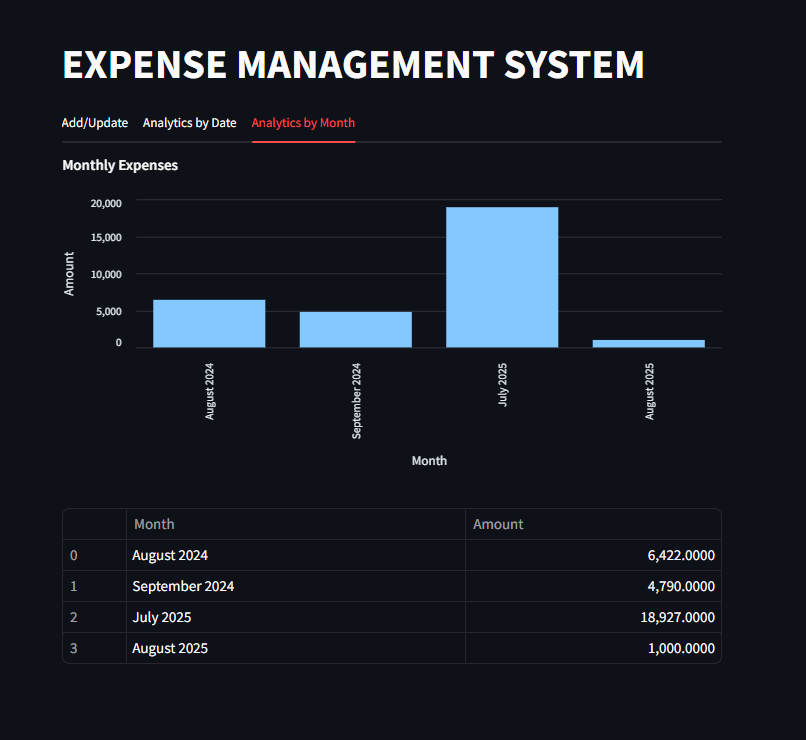 EXPENSE MANAGEMENT SYSTEM
Add/Update Analytics by Date Analytics by Month
Monthly Expenses
20,000
15,000
10,000
5,000
0
Amount
August 2024
September 2024
July 2025
August 2025
Month
Month Amount
0 August 2024 6,422.0000
1 September 2024 4,790.0000
2 July 2025 18,927.0000
3 August 2025 1,000.0000